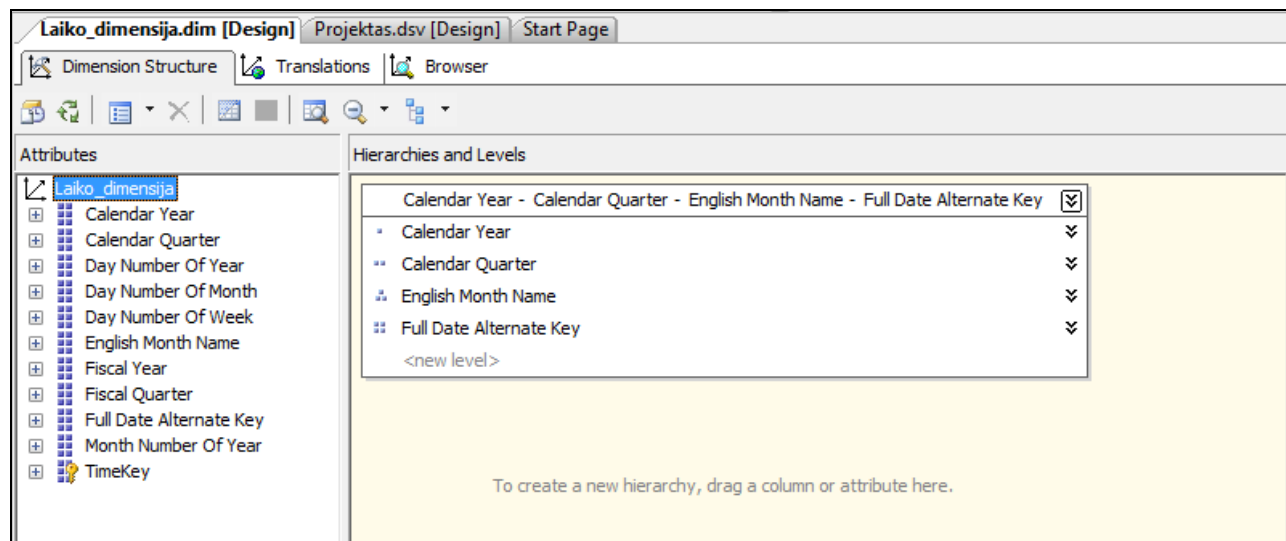 Laiko_dimensija.dim [Design] Projektas.dsv [Design] Start Page
Dimension Structure Translations Browser
Attributes
Laiko_dimensija
Calendar Year
Calendar Quarter
Day Number Of Year
Day Number Of Month
Day Number Of Week
English Month Name
Fiscal Year
Fiscal Quarter
Full Date Alternate Key
Month Number Of Year
TimeKey
Hierarchies and Levels
Calendar Year - Calendar Quarter - English Month Name - Full Date Alternate Key
Calendar Year
Calendar Quarter
English Month Name
Full Date Alternate Key
<new level>
To create a new hierarchy, drag a column or attribute here.